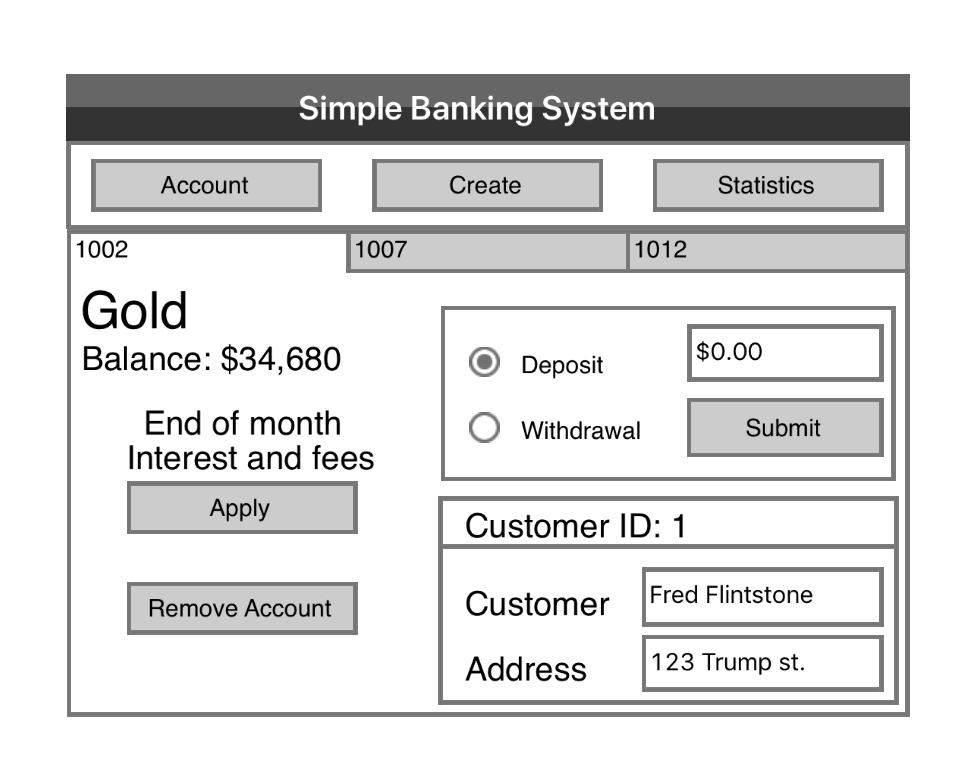 Simple Banking System
Account
Create
Statistics
1002
1007
1012
Gold
Balance: $34,680
End of month
Interest and fees
Apply
Remove Account
Deposit
$0.00
Withdrawal
Submit
Customer ID: 1
Customer
Fred Flintstone
Address
123 Trump st.